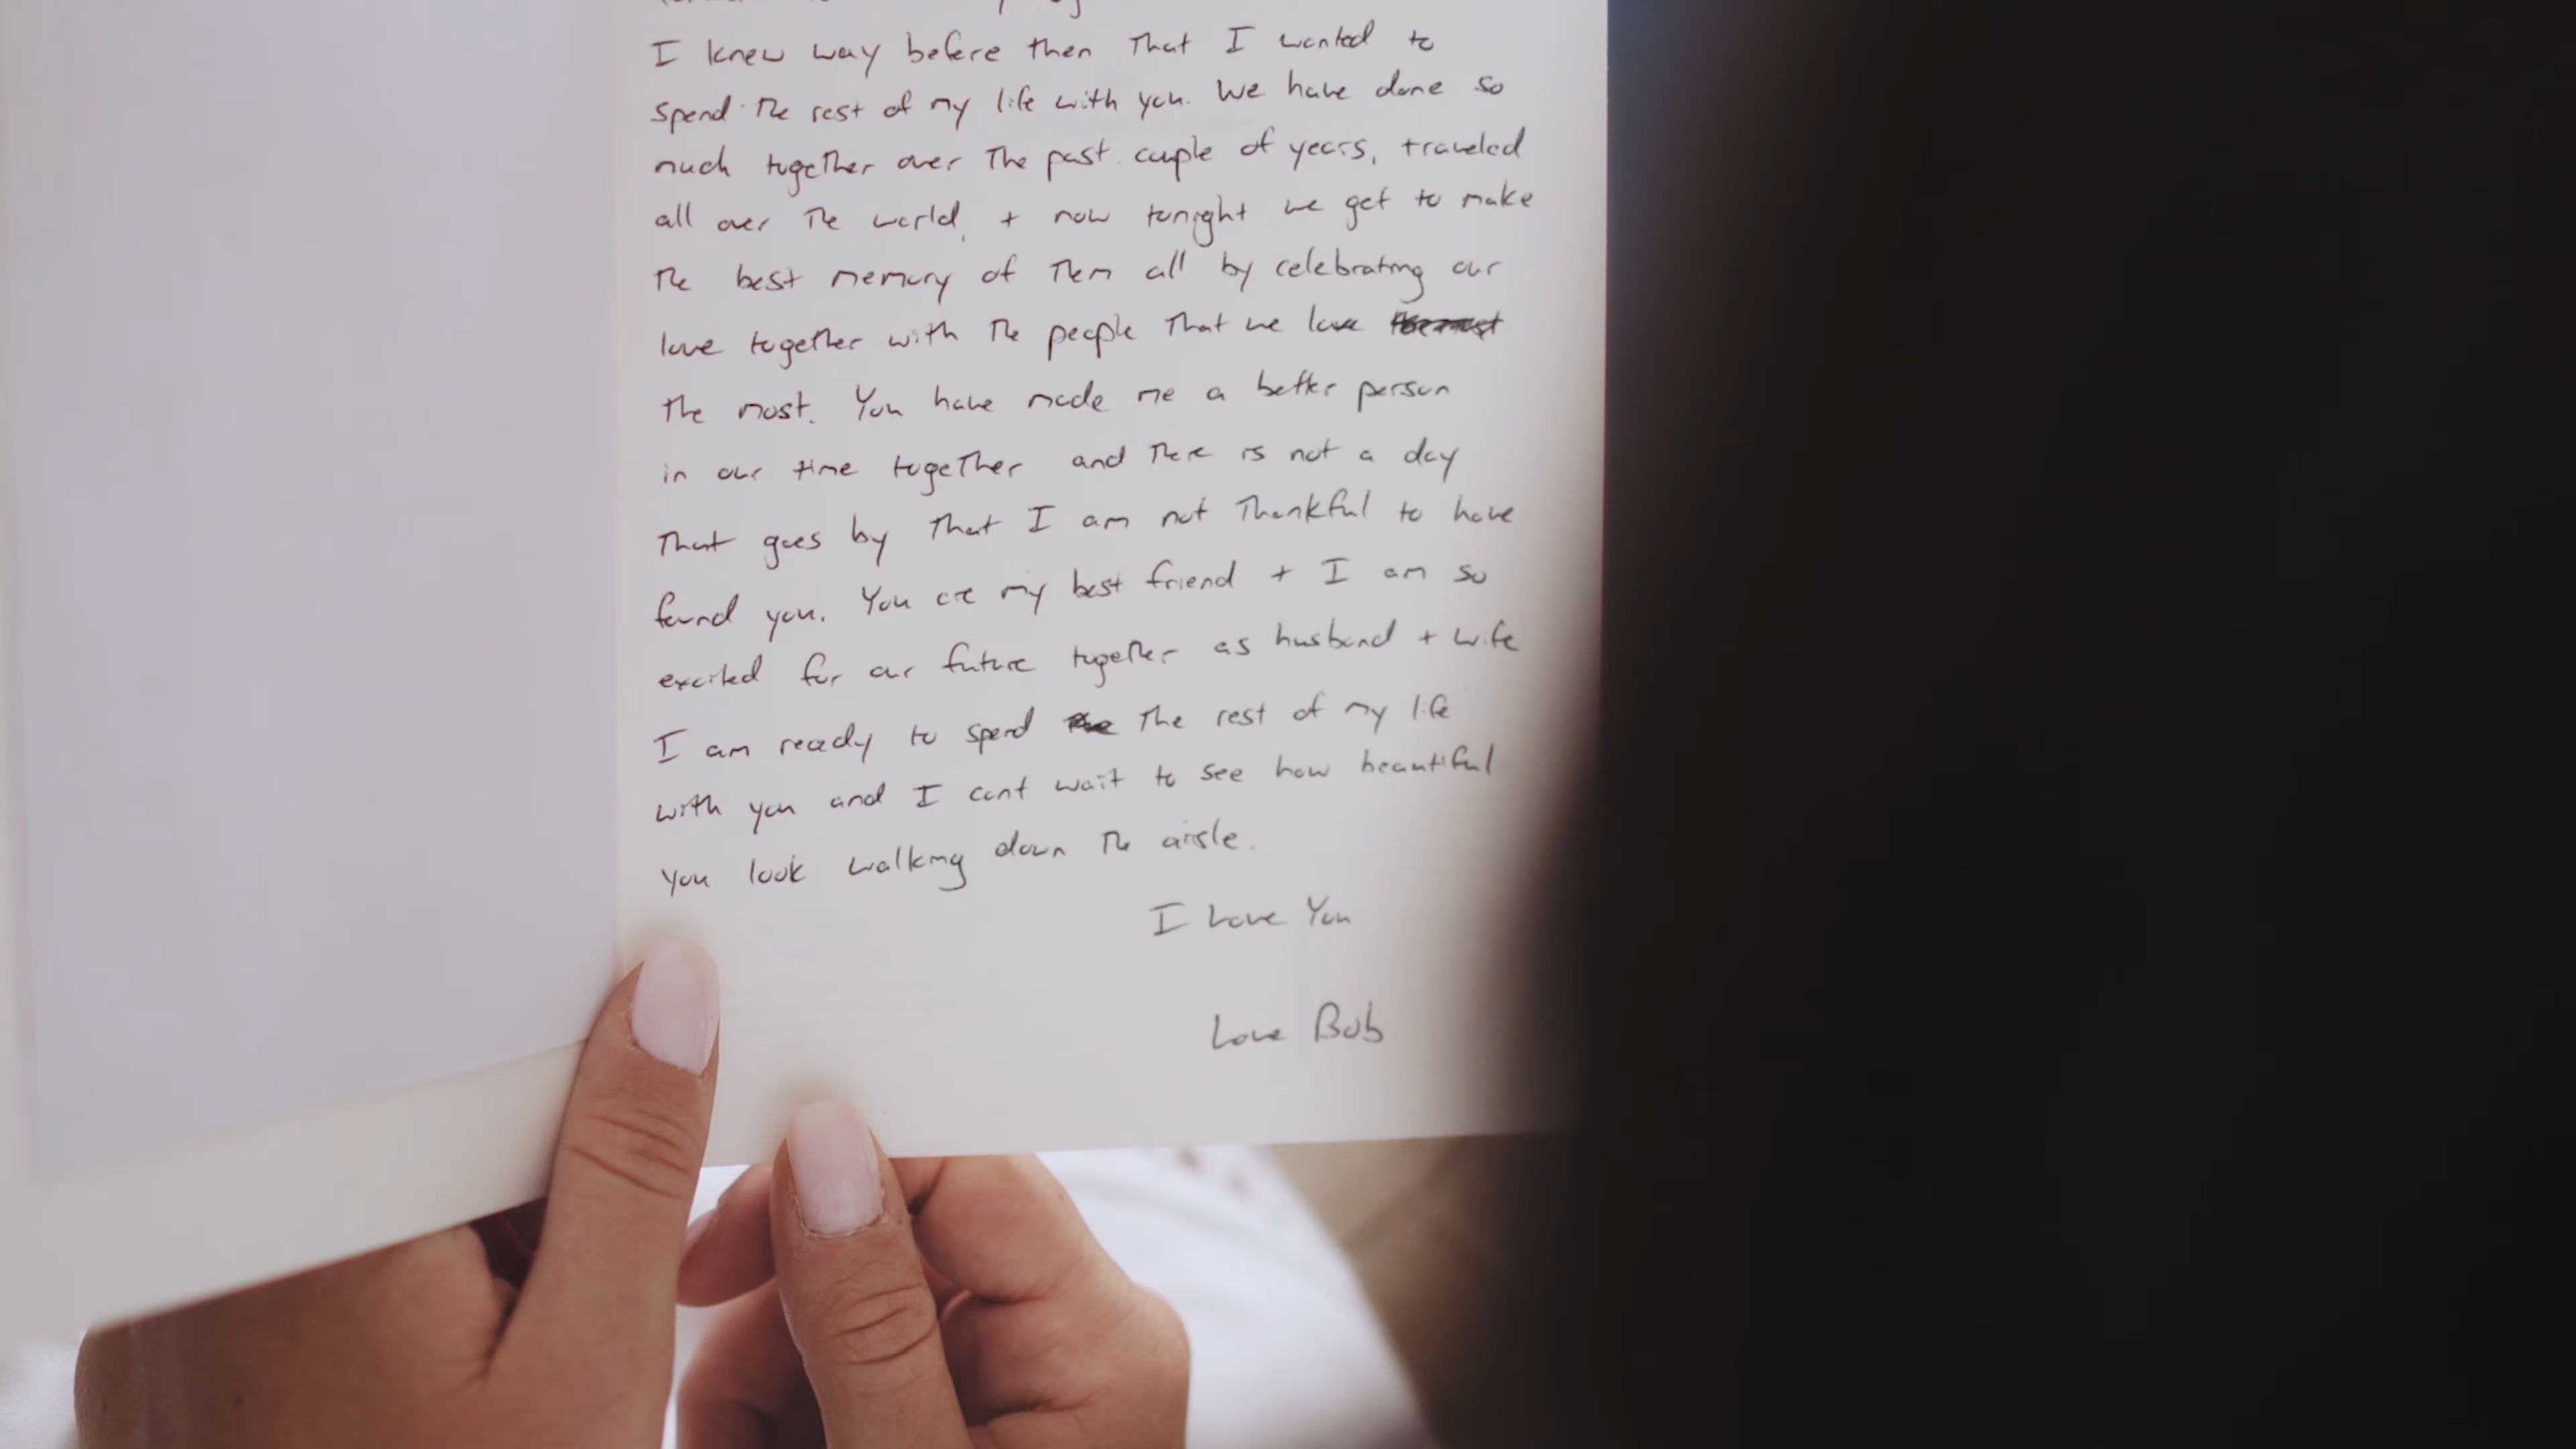 I knew way before then that I wanted to
spend the rest of my life with you. We have done so
much together over the past couple of years, traveled
all over the world, + now tonight we get to make
the best memory of them all by celebrating our
love together with the people that we love
the most. You have made me a better person
in our time together and there is not a day
that goes by that I am not thankful to have
found you. You are my best friend + I am so
excited for our future together as husband + wife
I am ready to spend the the rest of my life
with you and I cant wait to see how beautiful
you look walking down the aisle.
I Love You
Love Bob